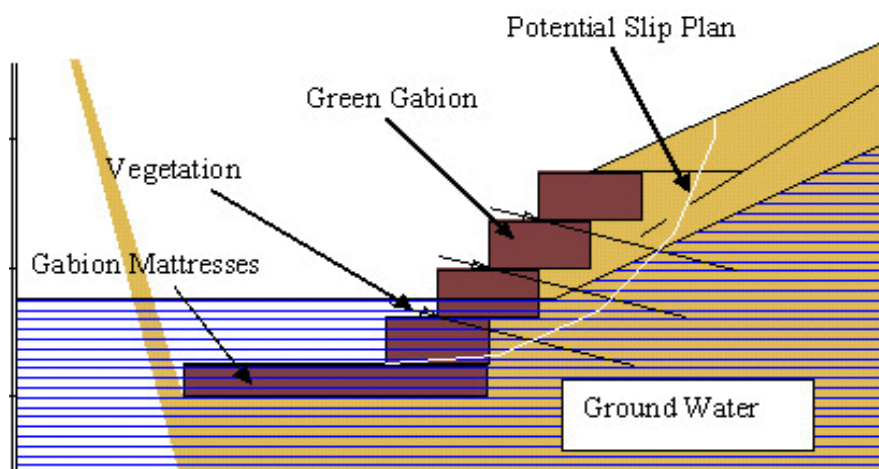 Potential Slip Plan
Green Gabion
Vegetation
Gabion Mattresses
Ground Water